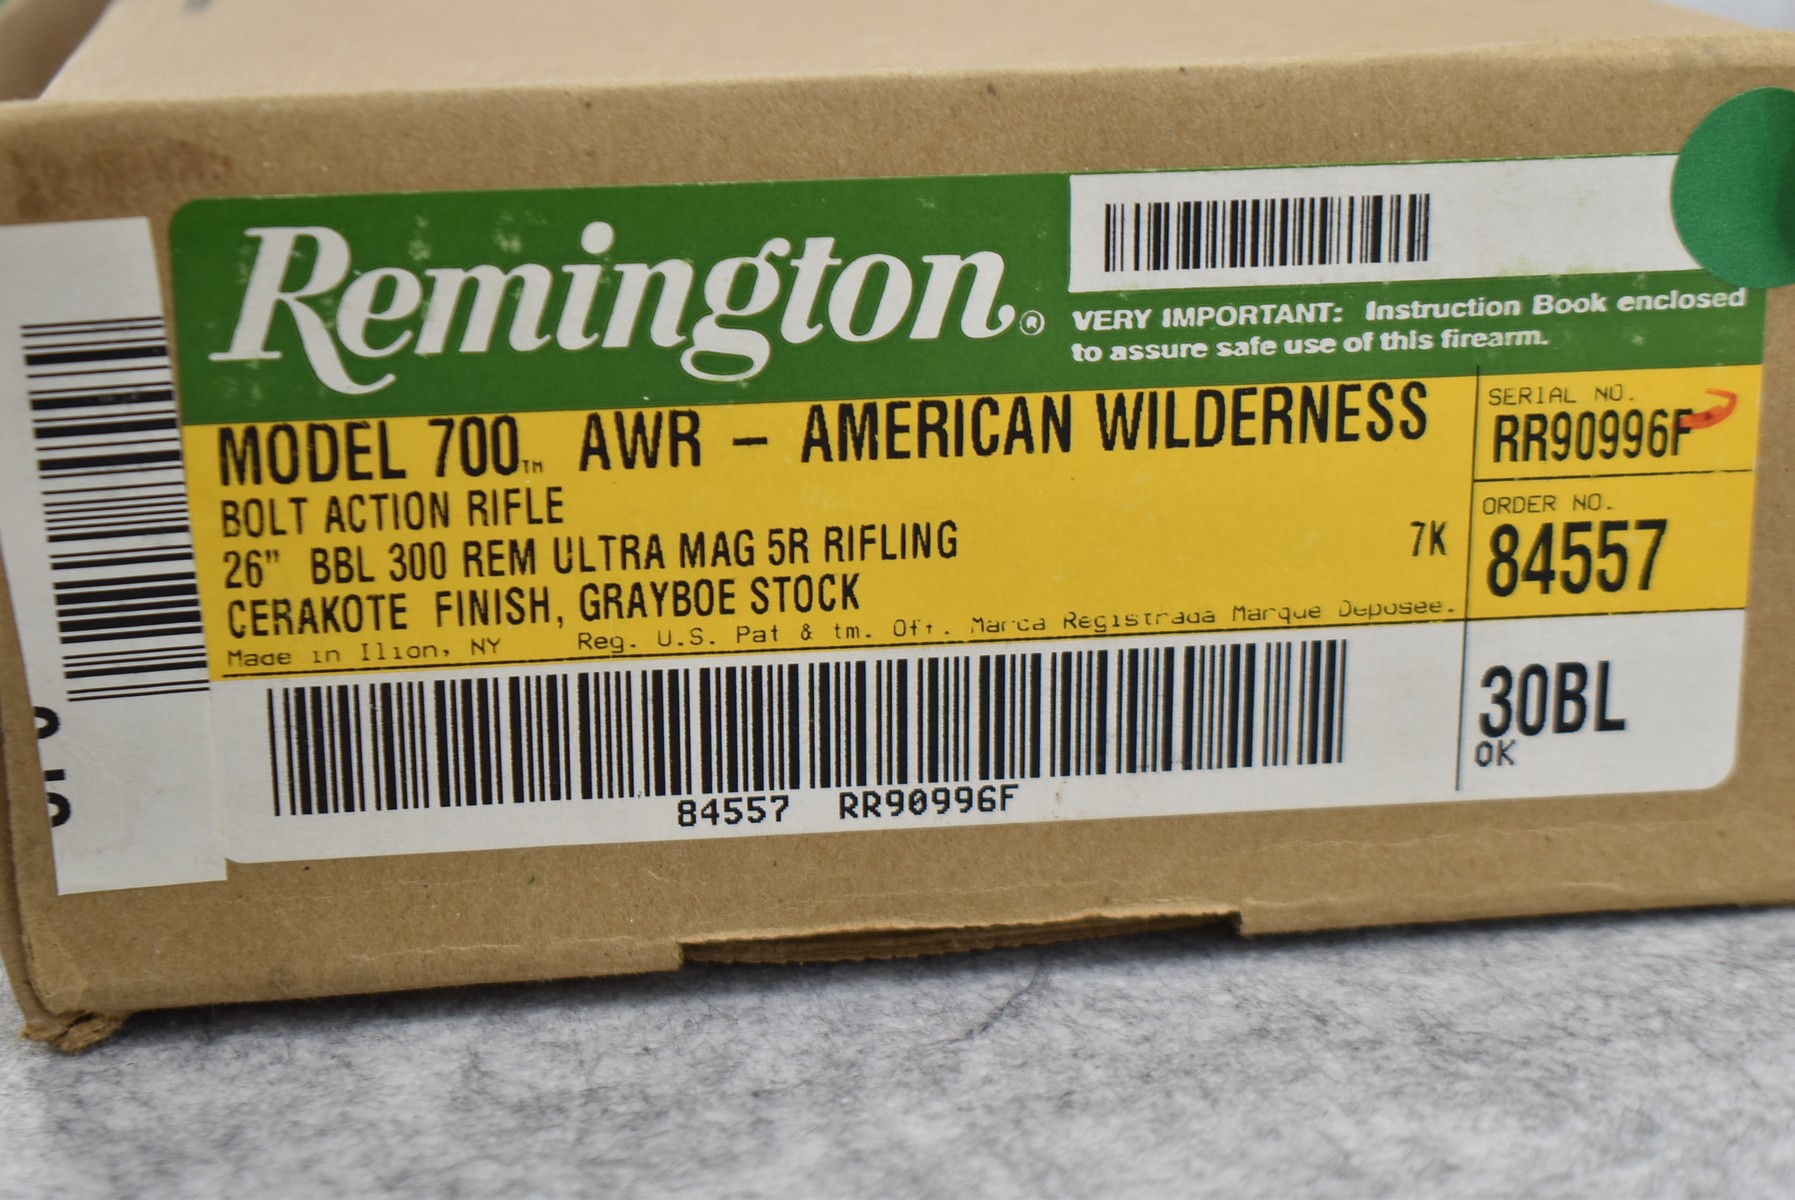 Remington®
VERY IMPORTANT: Instruction Book enclosed
to assure safe use of this firearm.
MODEL 700™ AWR – AMERICAN WILDERNESS
BOLT ACTION RIFLE
26" BBL 300 REM ULTRA MAG 5R RIFLING
7K
CERAKOTE FINISH, GRAYBOE STOCK
Made in Ilion, NY Reg. U.S. Pat & tm. Off. Marca Registrada Marque Deposee.
SERIAL NO.
RR90996F
ORDER NO.
84557
30BL
OK
84557 RR90996F